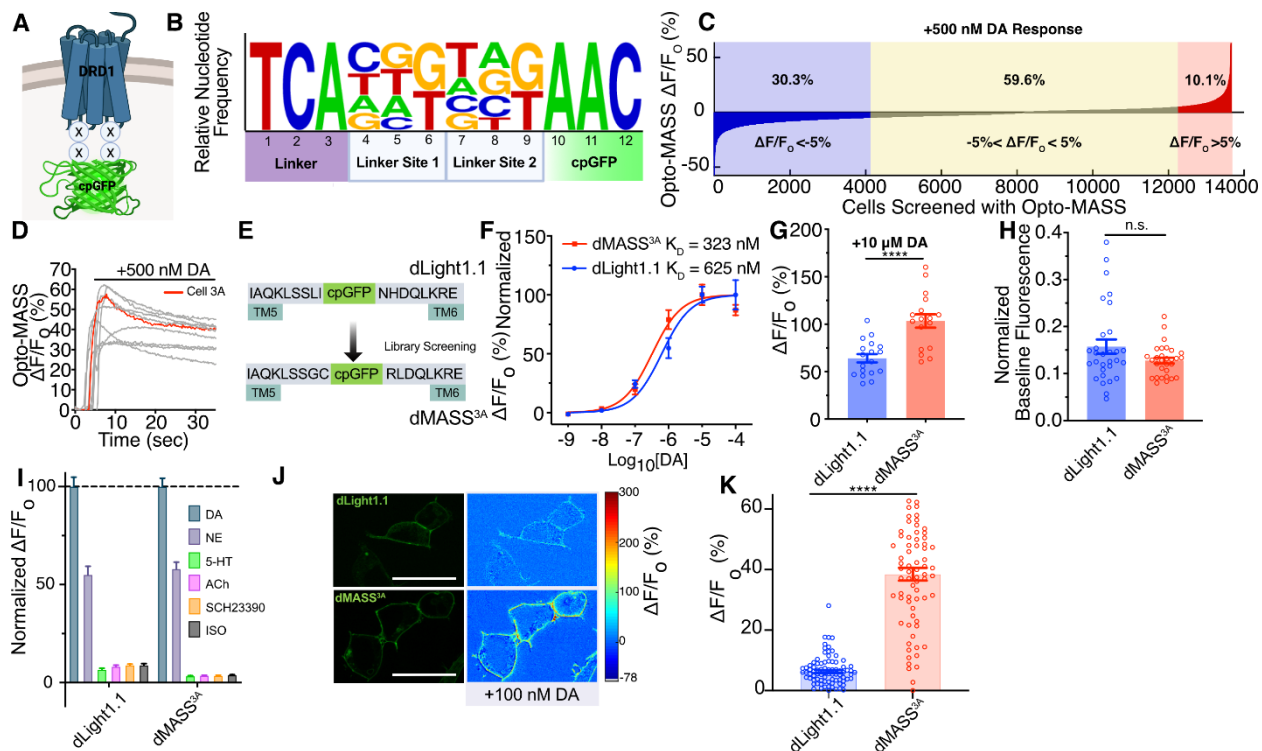 A
DRD1
X X
X X
cpGFP
B
Relative Nucleotide
Frequency
TCA
AAC
1 2 3 4 5 6 7 8 9 10 11 12
Linker
Linker Site 1
Linker Site 2
cpGFP
C
+500 nM DA Response
Opto-MASS ΔF/Fo (%)
50
0
-50
30.3%
59.6%
10.1%
ΔF/Fo <-5%
-5%< ΔF/Fo < 5%
ΔF/Fo >5%
0 2000 4000 6000 8000 10000 12000 14000
Cells Screened with Opto-MASS
D
+500 nM DA
Cell 3A
Opto-MASS
ΔF/Fo (%)
70
60
50
40
30
20
10
0
0 10 20 30
Time (sec)
E
dLight1.1
IAQKLSSLI cpGFP NHDQLKRE
TM5 TM6
Library Screening
IAQKLSSGC cpGFP RLDQLKRE
TM5 TM6
dMASS3A
F
dMASS3A KD = 323 nM
dLight1.1 KD = 625 nM
ΔF/Fo (%) Normalized
150
100
50
0
-9 -8 -7 -6 -5 -4
Log10[DA]
G
+10 µM DA
****
ΔF/Fo (%)
200
150
100
50
0
dLight1.1
dMASS3A
H
n.s.
Normalized
Baseline Fluorescence
0.4
0.3
0.2
0.1
0.0
dLight1.1
dMASS3A
I
Normalized ΔF/Fo
100
50
0
DA
NE
5-HT
ACh
SCH23390
ISO
dLight1.1
dMASS3A
J
dLight1.1
dMASS3A
+100 nM DA
300
200
100
0
-78
ΔF/Fo (%)
K
****
ΔF/Fo (%)
60
40
20
0
dLight1.1
dMASS3A